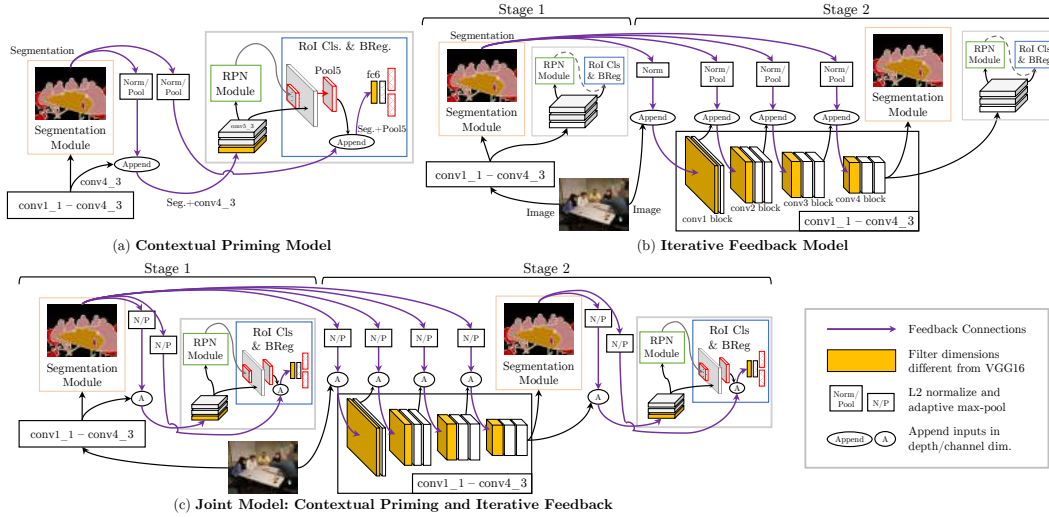 Segmentation
Segmentation
Module
conv1_1 – conv4_3
conv4_3
Norm/
Pool
Norm/
Pool
Append
Seg.+conv4_3
RPN
Module
conv5_3
RoI Cls. & BReg.
Pool5
fc6
Seg.+Pool5
Append
(a) Contextual Priming Model
Stage 1
Stage 2
Segmentation
Segmentation
Module
RPN
Module
RoI Cls
& BReg
conv1_1 – conv4_3
Image
Image
Norm
Norm/
Pool
Norm/
Pool
Norm/
Pool
Append
Append
Append
Append
conv1 block
conv2 block
conv3 block
conv4 block
conv1_1 – conv4_3
Segmentation
Module
RPN
Module
RoI Cls
& BReg
(b) Iterative Feedback Model
Stage 1
Stage 2
Segmentation
Module
conv1_1 – conv4_3
N/P
N/P
A
RPN
Module
RoI Cls
& BReg
A
N/P
N/P
N/P
N/P
A
A
A
A
conv1_1 – conv4_3
Segmentation
Module
N/P
N/P
A
RPN
Module
RoI Cls
& BReg
A
(c) Joint Model: Contextual Priming and Iterative Feedback
Feedback Connections
Filter dimensions
different from VGG16
Norm/
Pool
N/P
L2 normalize and
adaptive max-pool
Append
A
Append inputs in
depth/channel dim.